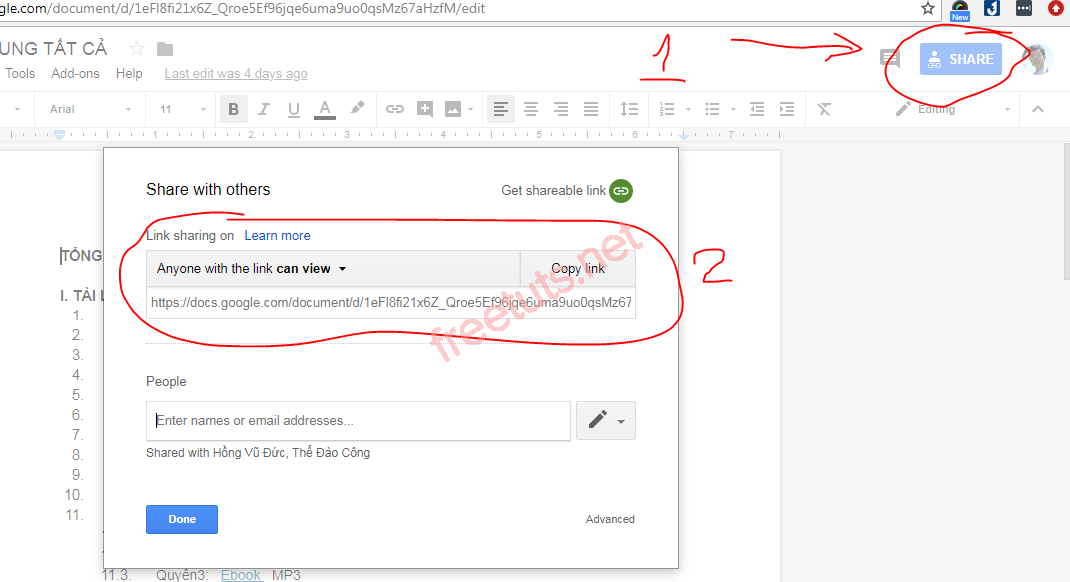 gle.com/document/d/1eFl8fi21x6Z_Qroe5Ef96jqe6uma9uo0qsMz67aHzfM/edit
New
UNG TẤT CẢ
1
SHARE
Tools Add-ons Help Last edit was 4 days ago
Arial 11 B I U A Editing
1 2 3 4 5 6 7
Share with others
Get shareable link
Link sharing on Learn more
TỔNG
Anyone with the link can view Copy link
2
https://docs.google.com/document/d/1eFl8fi21x6Z_Qroe5Ef96jqe6uma9uo0qsMz67
freetuts.net
I. TÀI L
1.
2.
3.
4.
5.
6.
7.
8.
9.
10.
11.
People
Enter names or email addresses...
Shared with Hồng Vũ Đức, Thể Đào Công
Done
Advanced
11.3. Quyển3: Ebook MP3